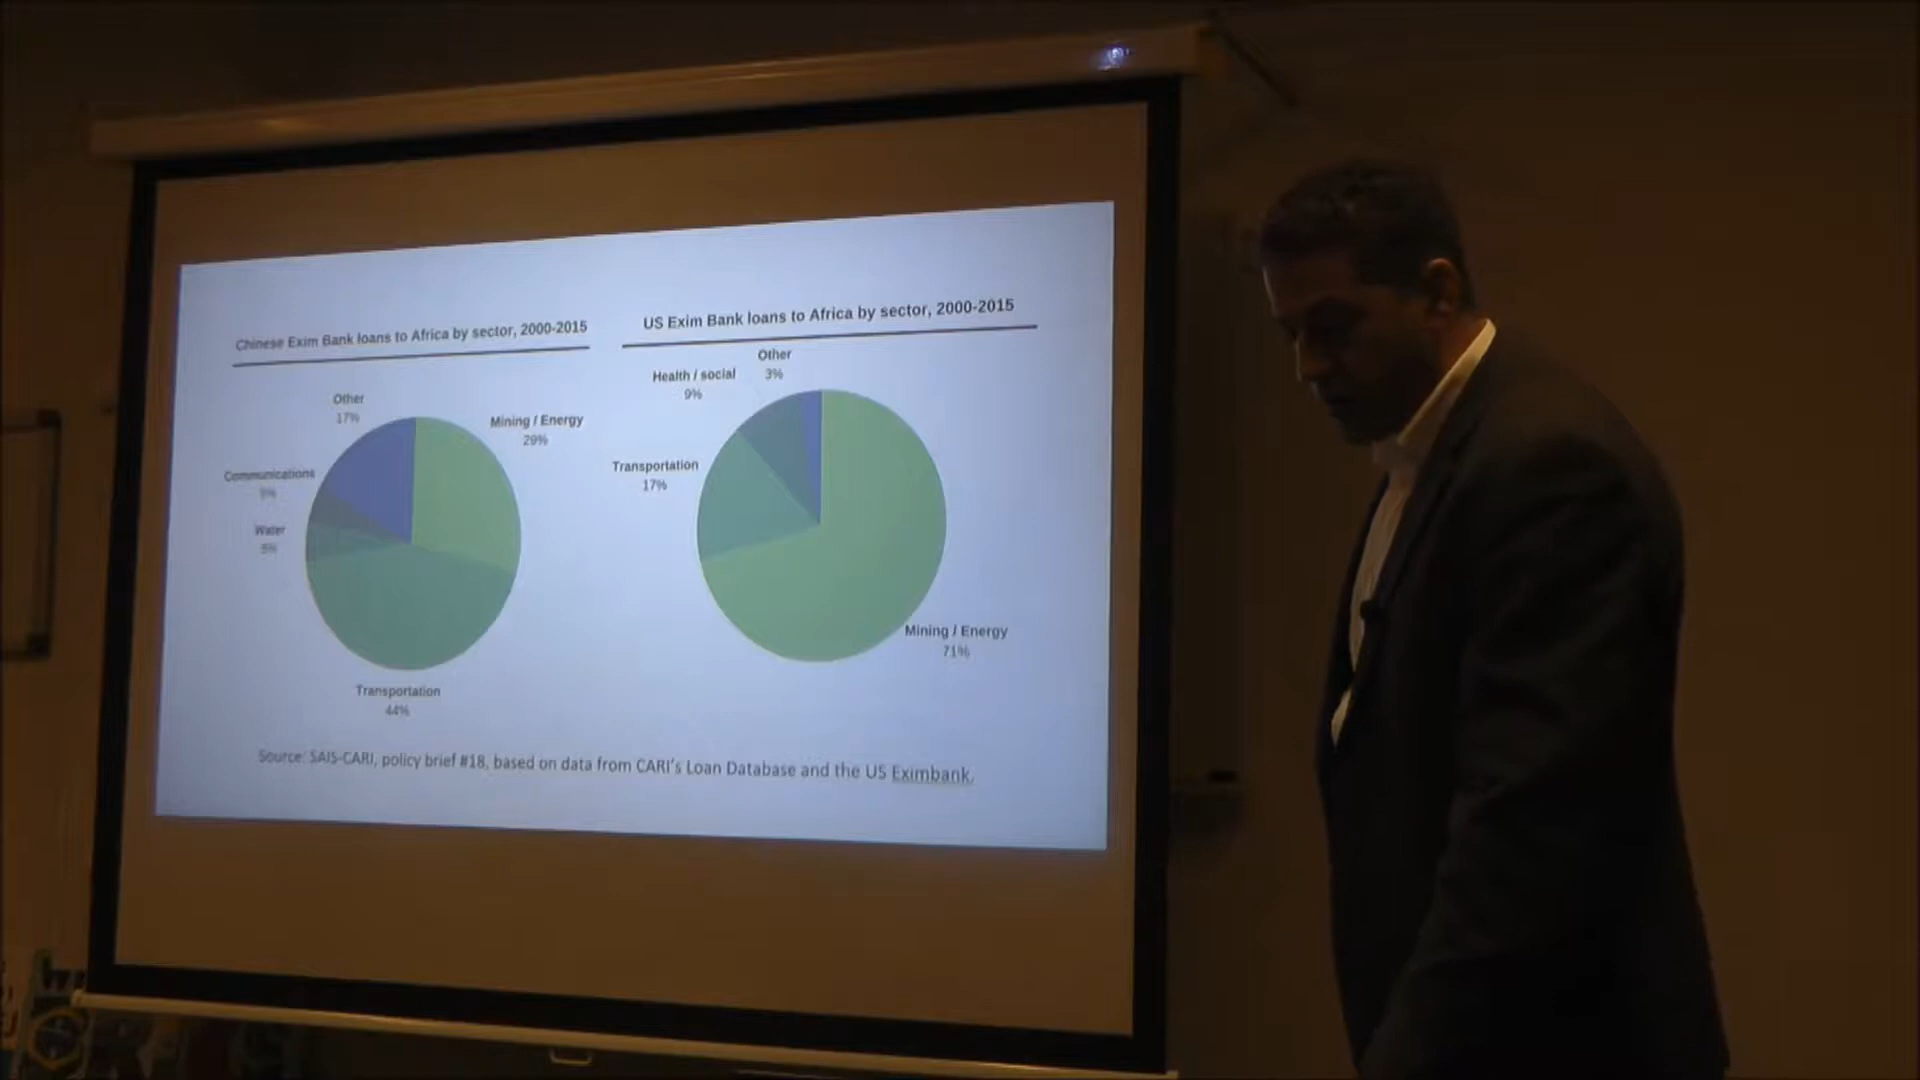 Chinese Exim Bank loans to Africa by sector, 2000-2015
Other
17%
Mining / Energy
29%
Communications
Water
5%
Transportation
44%
US Exim Bank loans to Africa by sector, 2000-2015
Other
3%
Health / social
9%
Transportation
17%
Mining / Energy
71%
Source: SAIS-CARI, policy brief #18, based on data from CARI's Loan Database and the US Eximbank.